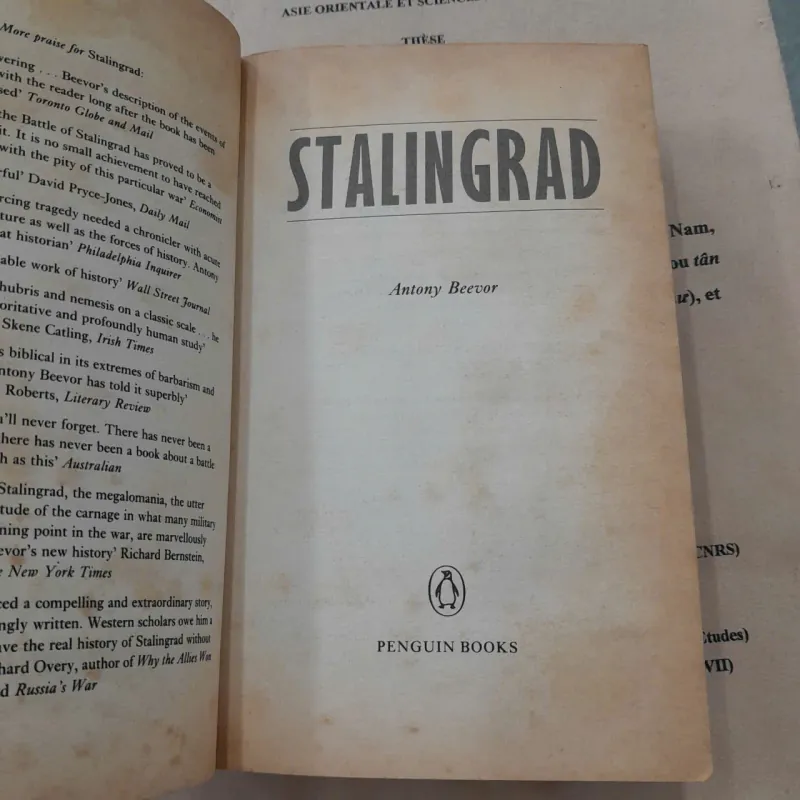 More praise for Stalingrad:
vering . . . Beevor's description of the events of
with the reader long after the book has been
sed' Toronto Globe and Mail
the Battle of Stalingrad has proved to be a
it. It is no small achievement to have reached
with the pity of this particular war' Economist
rful' David Pryce-Jones, Daily Mail
rcing tragedy needed a chronicler with acute
ture as well as the forces of history. Antony
at historian' Philadelphia Inquirer
able work of history' Wall Street Journal
hubris and nemesis on a classic scale . . . he
oritative and profoundly human study'
Skene Catling, Irish Times
s biblical in its extremes of barbarism and
ntony Beevor has told it superbly'
Roberts, Literary Review
u'll never forget. There has never been a
here has never been a book about a battle
h as this' Australian
Stalingrad, the megalomania, the utter
tude of the carnage in what many military
ning point in the war, are marvellously
eevor's new history' Richard Bernstein,
e New York Times
ced a compelling and extraordinary story,
ngly written. Western scholars owe him a
ave the real history of Stalingrad without
hard Overy, author of Why the Allies Won
d Russia's War
STALINGRAD
Antony Beevor
PENGUIN BOOKS
ASIE ORIENTALE ET SCIENCES
THÈSE
Nam,
ou tân
ư), et
CNRS)
Études)
VII)